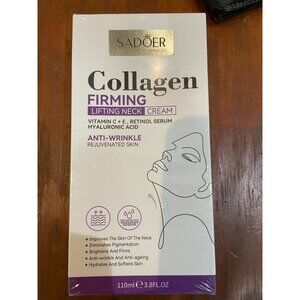 SADOER
Collagen
FIRMING
LIFTING NECK CREAM
VITAMIN C + E , RETINOL SERUM
HYALURONIC ACID
ANTI-WRINKLE
REJUVENATED SKIN
Improves The Skin Of The Neck
Diminishes Pigmentation
Brightens And Firms
Anti-wrinkle And Anti-ageing
Hydrates And Softens Skin
110ml ℮ 3.8FL.OZ